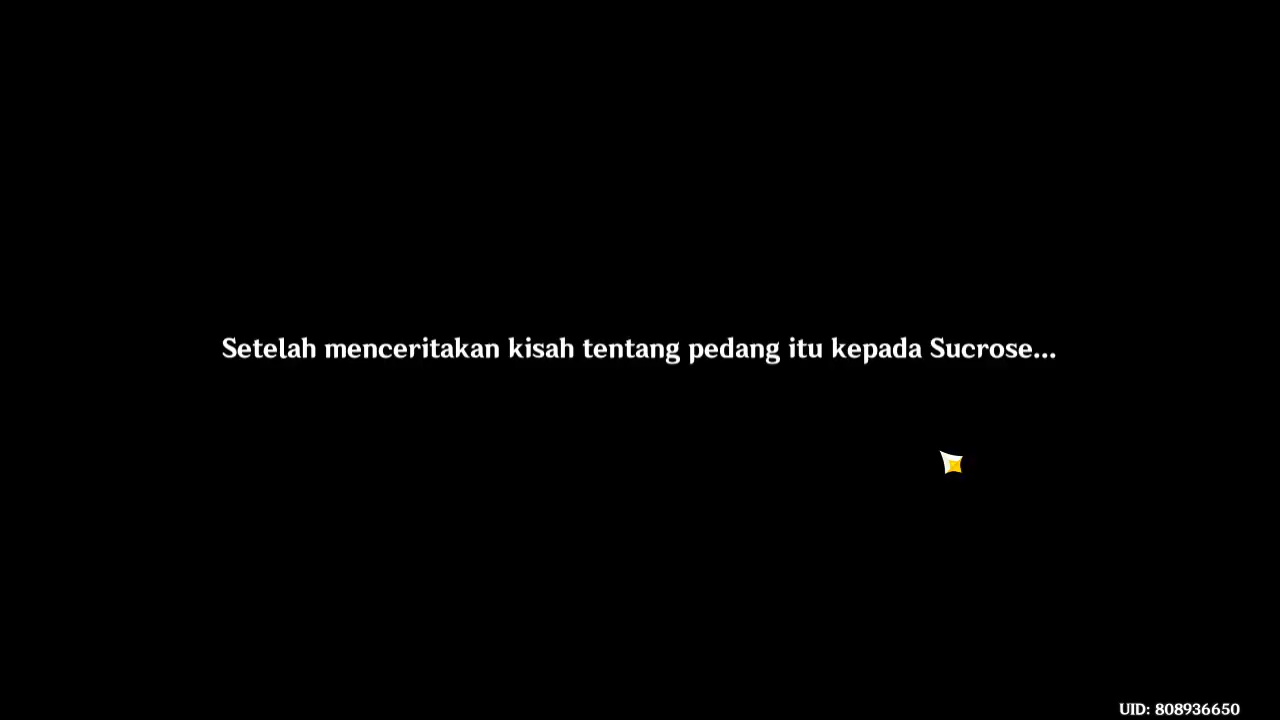 Setelah menceritakan kisah tentang pedang itu kepada Sucrose...
UID: 808936650